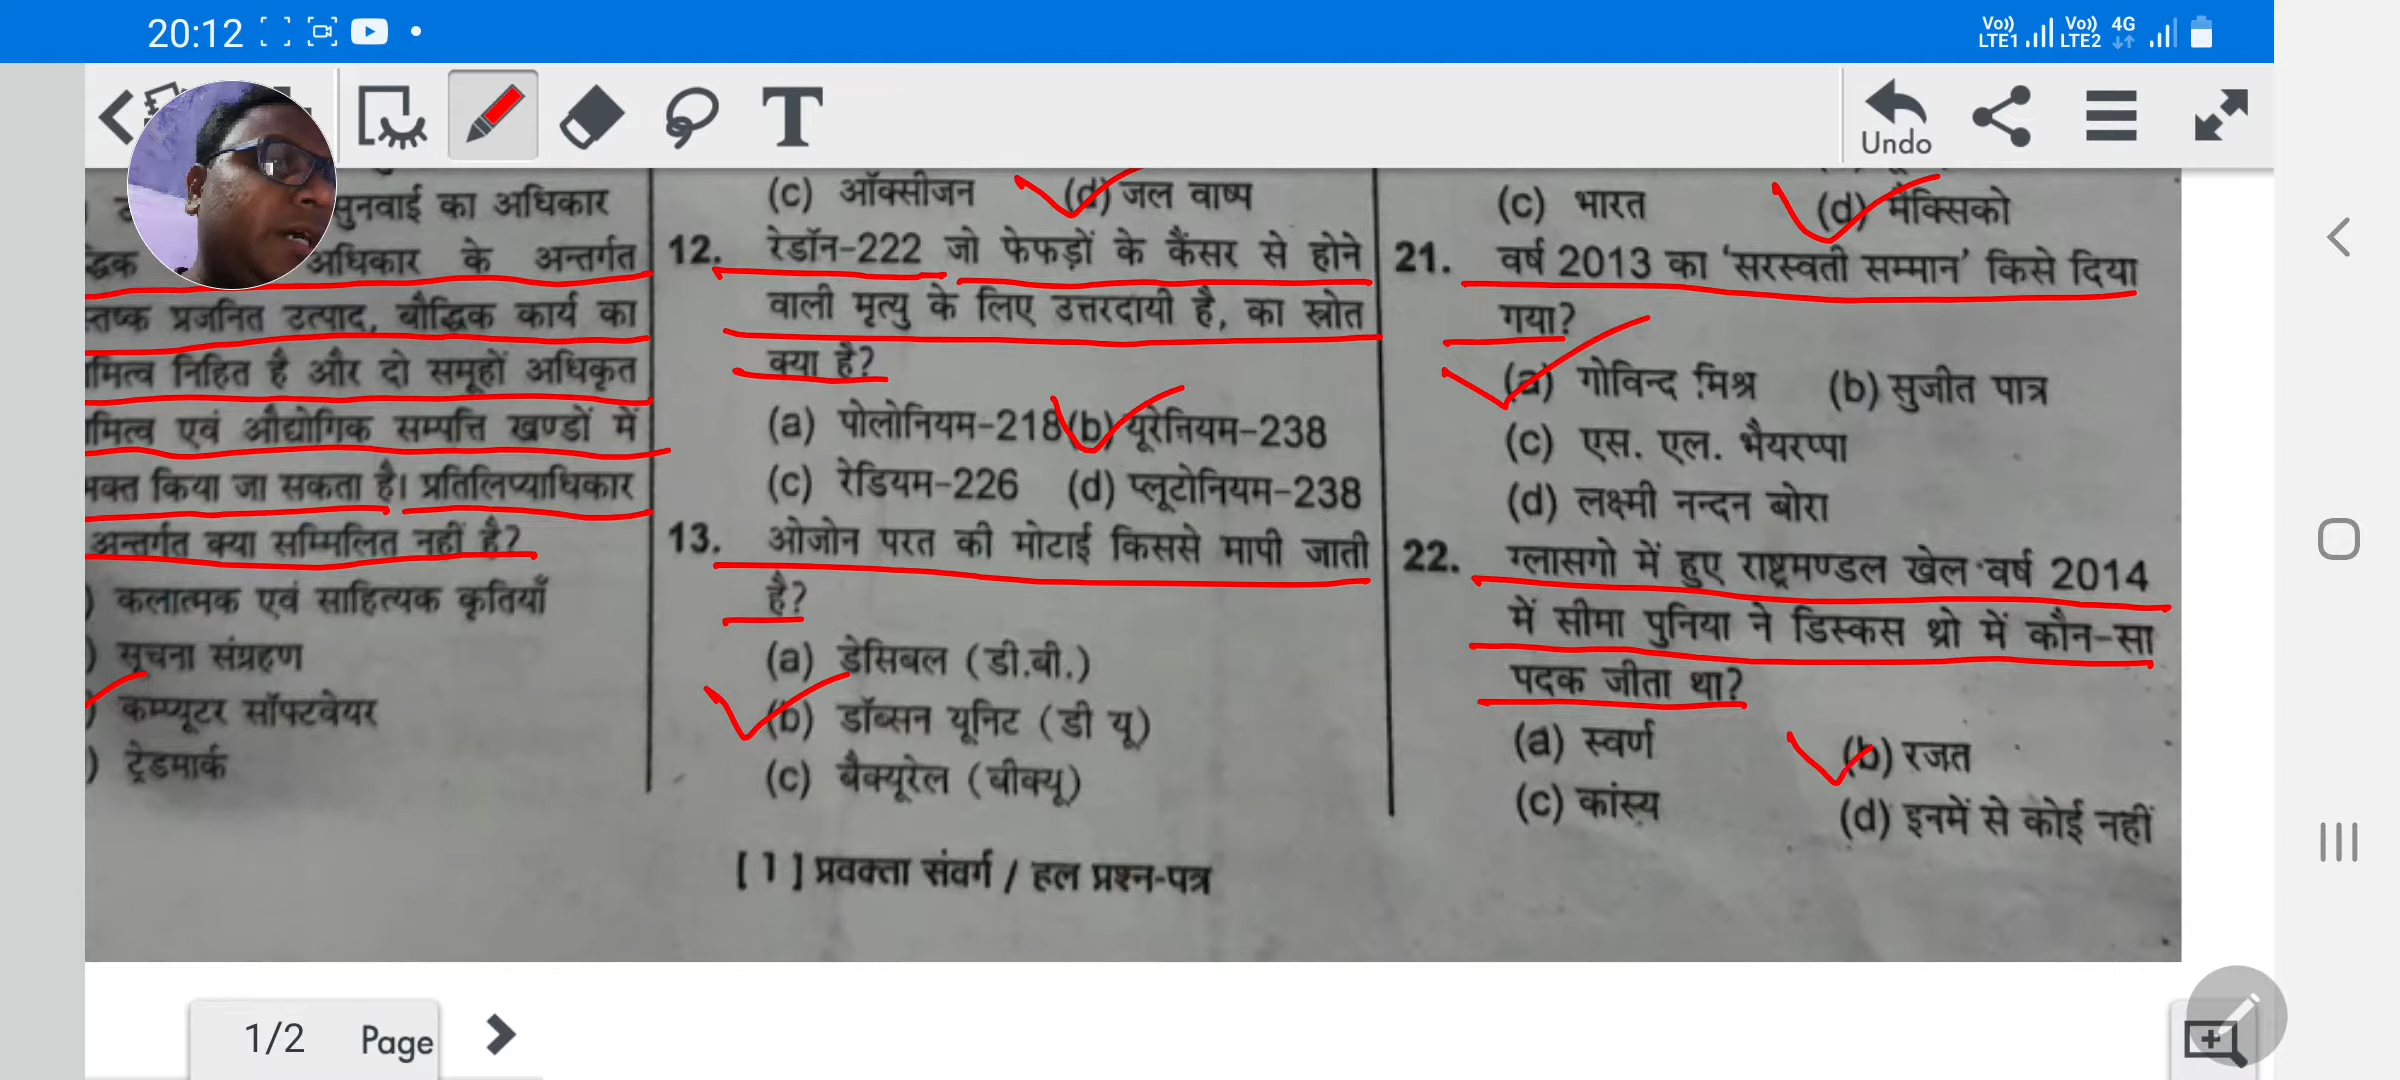 20:12
Vo)) LTE1 Vo)) LTE2 4G
T
Undo
सुनवाई का अधिकार
अधिकार के अन्तर्गत
प्रजनित उत्पाद, बौद्धिक कार्य का
निहित है और दो समूहों अधिकृत
एवं औद्योगिक सम्पत्ति खण्डों में
किया जा सकता है। प्रतिलिप्याधिकार
अन्तर्गत क्या सम्मिलित नहीं है?
) कलात्मक एवं साहित्यक कृतियाँ
) सूचना संग्रहण
) कम्प्यूटर सॉफ्टवेयर
) ट्रेडमार्क
(c) ऑक्सीजन (d) जल वाष्प
12. रेडॉन-222 जो फेफड़ों के कैंसर से होने
वाली मृत्यु के लिए उत्तरदायी है, का स्रोत
क्या है?
(a) पोलोनियम-218 (b) यूरेनियम-238
(c) रेडियम-226 (d) प्लूटोनियम-238
13. ओजोन परत की मोटाई किससे मापी जाती
है?
(a) डेसिबल (डी.बी.)
(b) डॉब्सन यूनिट (डी यू)
(c) बैक्यूरेल (बीक्यू)
(c) भारत (d) मैक्सिको
21. वर्ष 2013 का ‘सरस्वती सम्मान’ किसे दिया
गया?
(a) गोविन्द मिश्र (b) सुजीत पात्र
(c) एस. एल. भैयरप्पा
(d) लक्ष्मी नन्दन बोरा
22. ग्लासगो में हुए राष्ट्रमण्डल खेल वर्ष 2014
में सीमा पुनिया ने डिस्कस थ्रो में कौन-सा
पदक जीता था?
(a) स्वर्ण (b) रजत
(c) कांस्य (d) इनमें से कोई नहीं
[ 1 ] प्रवक्ता संवर्ग / हल प्रश्न-पत्र
1/2 Page